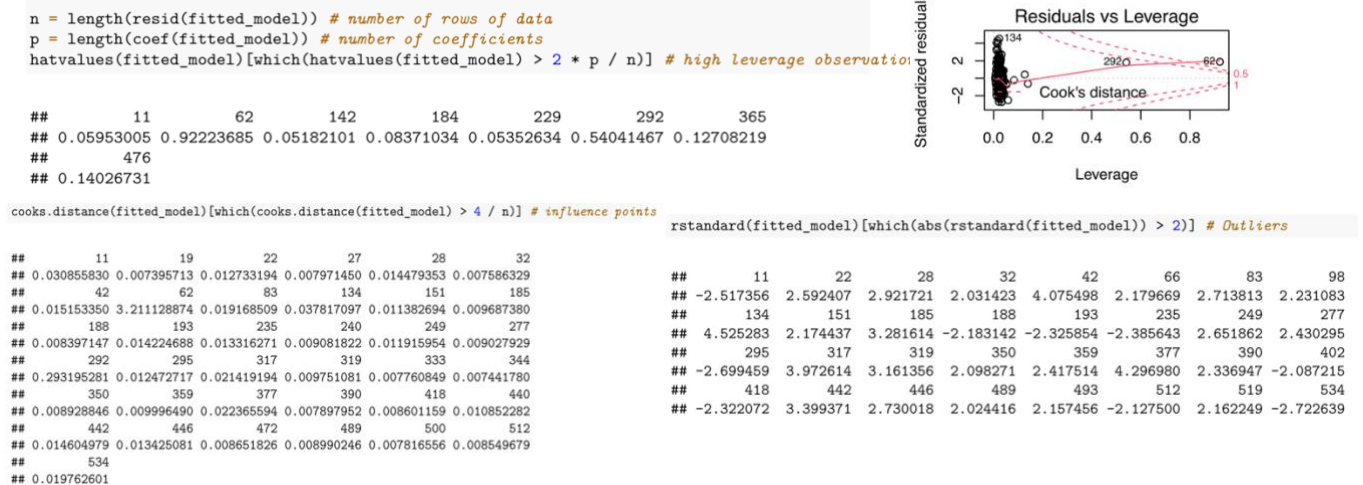 n = length(resid(fitted_model)) # number of rows of data
p = length(coef(fitted_model)) # number of coefficients
hatvalues(fitted_model)[which(hatvalues(fitted_model) > 2 * p / n)] # high leverage observatio
## 11 62 142 184 229 292 365
## 0.05953005 0.92223685 0.05182101 0.08371034 0.05352634 0.54041467 0.12708219
## 476
## 0.14026731
Residuals vs Leverage
Standardized residual
2
-2
134
292
62
0.5
1
Cook's distance
0.0 0.2 0.4 0.6 0.8
Leverage
cooks.distance(fitted_model)[which(cooks.distance(fitted_model) > 4 / n)] # influence points
## 11 19 22 27 28 32
## 0.030855830 0.007395713 0.012733194 0.007971450 0.014479353 0.007586329
## 42 62 83 134 151 185
## 0.015153350 3.211128874 0.019168509 0.037817097 0.011382694 0.009687380
## 188 193 235 240 249 277
## 0.008397147 0.014224688 0.013316271 0.009081822 0.011915954 0.009027929
## 292 295 317 319 333 344
## 0.293195281 0.012472717 0.021419194 0.009751081 0.007760849 0.007441780
## 350 359 377 390 418 440
## 0.008928846 0.009996490 0.022365594 0.007897952 0.008601159 0.010852282
## 442 446 472 489 500 512
## 0.014604979 0.013425081 0.008651826 0.008990246 0.007816556 0.008549679
## 534
## 0.019762601
rstandard(fitted_model)[which(abs(rstandard(fitted_model)) > 2)] # Outliers
## 11 22 28 32 42 66 83 98
## -2.517356 2.592407 2.921721 2.031423 4.075498 2.179669 2.713813 2.231083
## 134 151 185 188 193 235 249 277
## 4.525283 2.174437 3.281614 -2.183142 -2.325854 -2.385643 2.651862 2.430295
## 295 317 319 350 359 377 390 402
## -2.699459 3.972614 3.161356 2.098271 2.417514 4.296980 2.336947 -2.087215
## 418 442 446 489 493 512 519 534
## -2.322072 3.399371 2.730018 2.024416 2.157456 -2.127500 2.162249 -2.722639